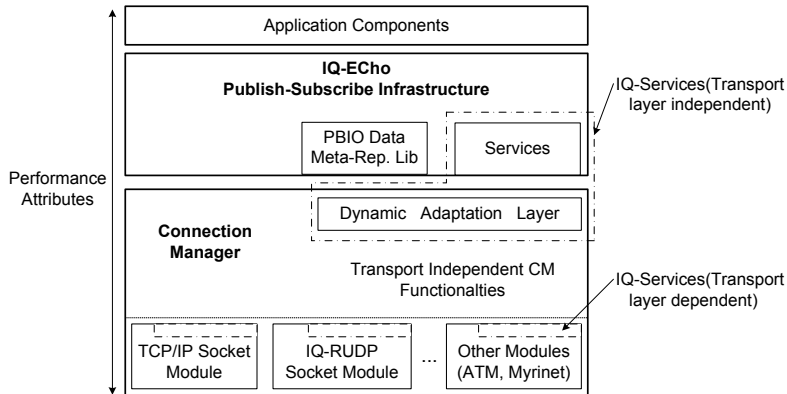 Application Components
IQ-ECho
Publish-Subscribe Infrastructure
IQ-Services(Transport
layer independent)
PBIO Data
Meta-Rep. Lib
Services
Performance
Attributes
Dynamic Adaptation Layer
Connection
Manager
Transport Independent CM
Functionalties
IQ-Services(Transport
layer dependent)
TCP/IP Socket
Module
IQ-RUDP
Socket Module
...
Other Modules
(ATM, Myrinet)